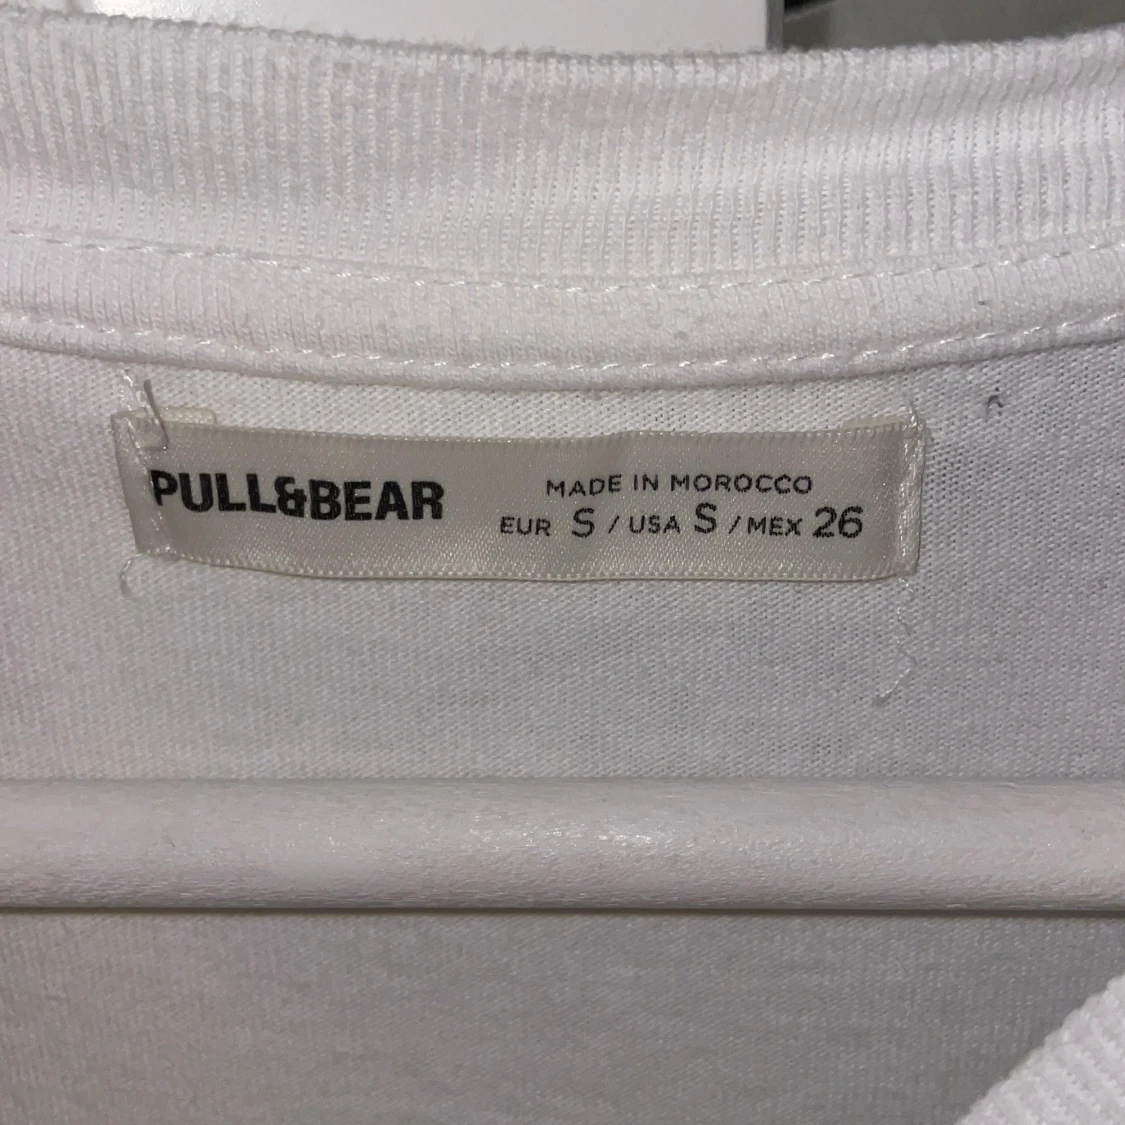 PULL&BEAR
MADE IN MOROCCO
EUR S / USA S / MEX 26